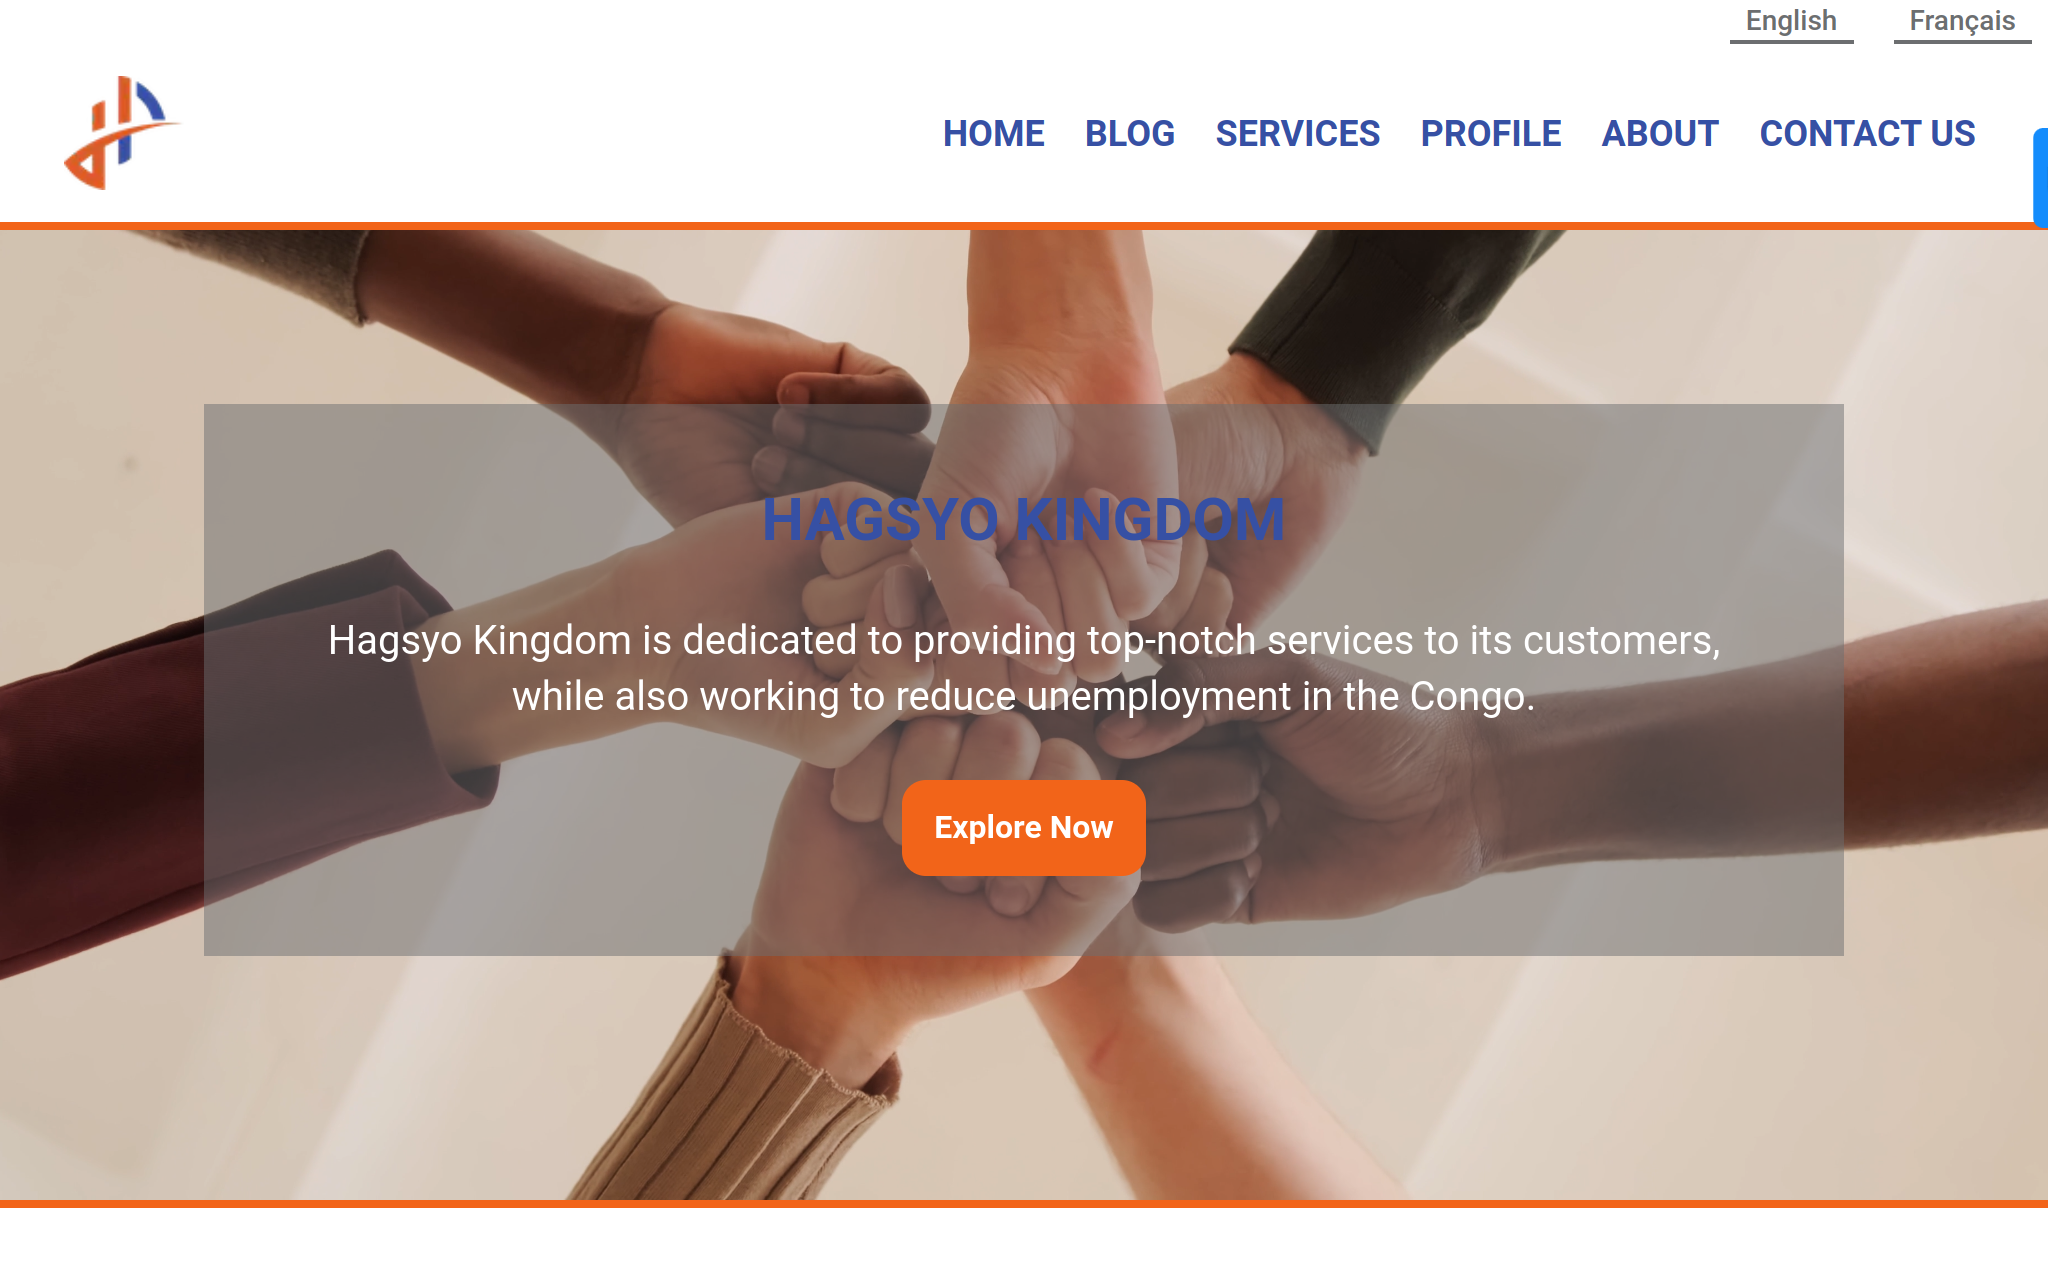 English Français
HOME BLOG SERVICES PROFILE ABOUT CONTACT US
HAGSYO KINGDOM
Hagsyo Kingdom is dedicated to providing top-notch services to its customers,
while also working to reduce unemployment in the Congo.
Explore Now